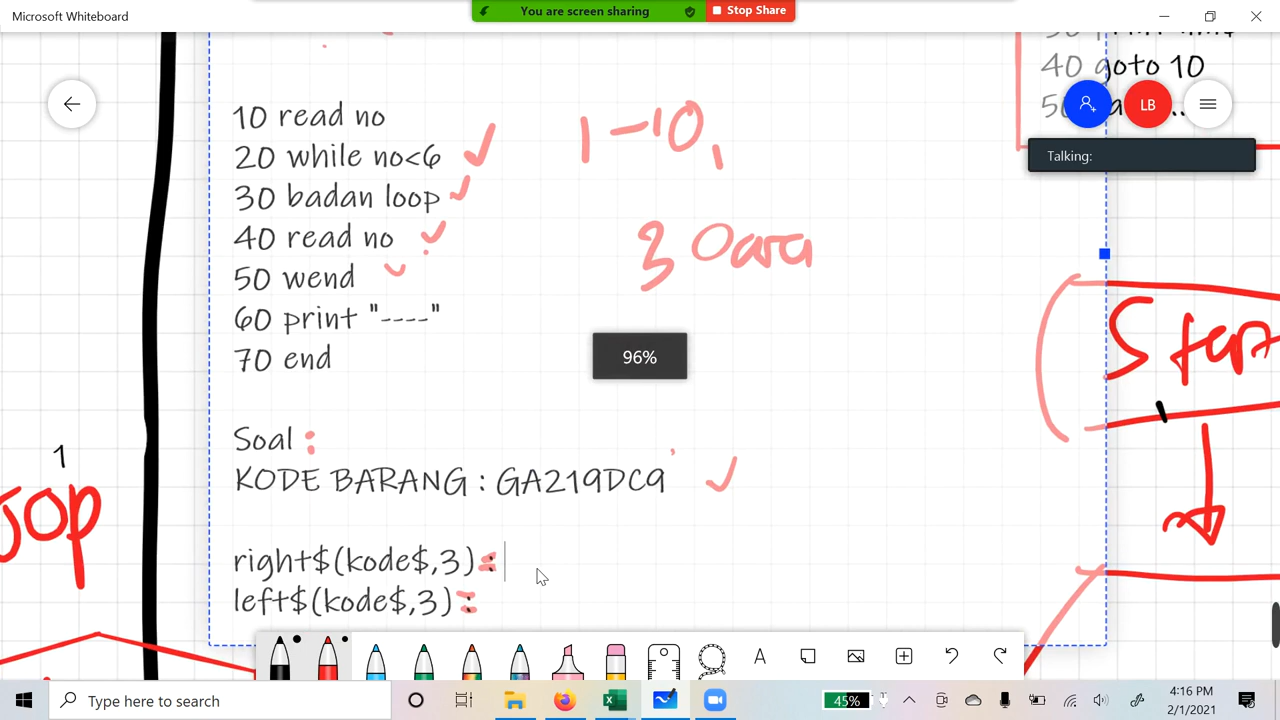 Microsoft Whiteboard
You are screen sharing
Stop Share
40 goto 10
LB
Talking:
10 read no
20 while no<6
30 badan loop
40 read no
50 wend
60 print "----"
70 end
1-10,
96%
Soal :
KODE BARANG : GA219DC9
right$(kode$,3):
left$(kode$,3):
1
Start
A
Type here to search
45%
4:16 PM
2/1/2021